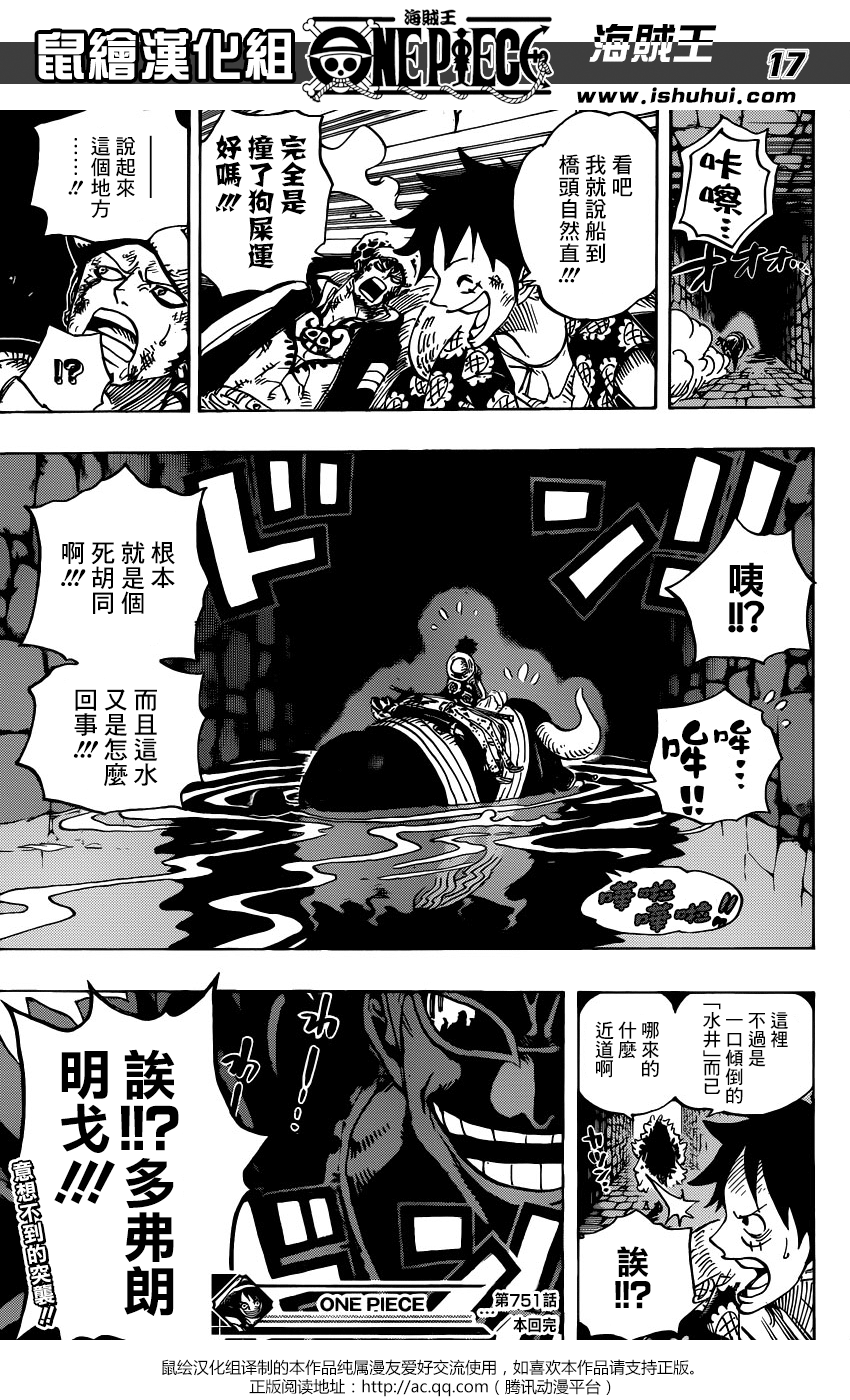 鼠繪漢化組
海賊王
ONE PIECE
海賊王
17
www.ishuhui.com
咔
嚓…
オオオ…
看吧
我就說船到
橋頭自然直!!!
完全是
撞了狗屎運
好嗎!!!
——
說起來
這個地方
……!!
!?
咦
!!?
哞…
哞!!
ドド
根本
就是個
死胡同
啊!!!
而且這水
又是怎麼
回事!!!
嘩啦
嘩啦!!
這裡
不過是
一口傾倒的
「水井」而已
哪來的
什麼
近道啊
カツ…
誒
!!?
ヌッ…
誒!!?多弗朗
明戈!!!
意想不到的突襲!!
ONE PIECE
…第751話
本回完
鼠绘汉化组译制的本作品纯属漫友爱好交流使用，如喜欢本作品请支持正版。
正版阅读地址：http://ac.qq.com（腾讯动漫平台）